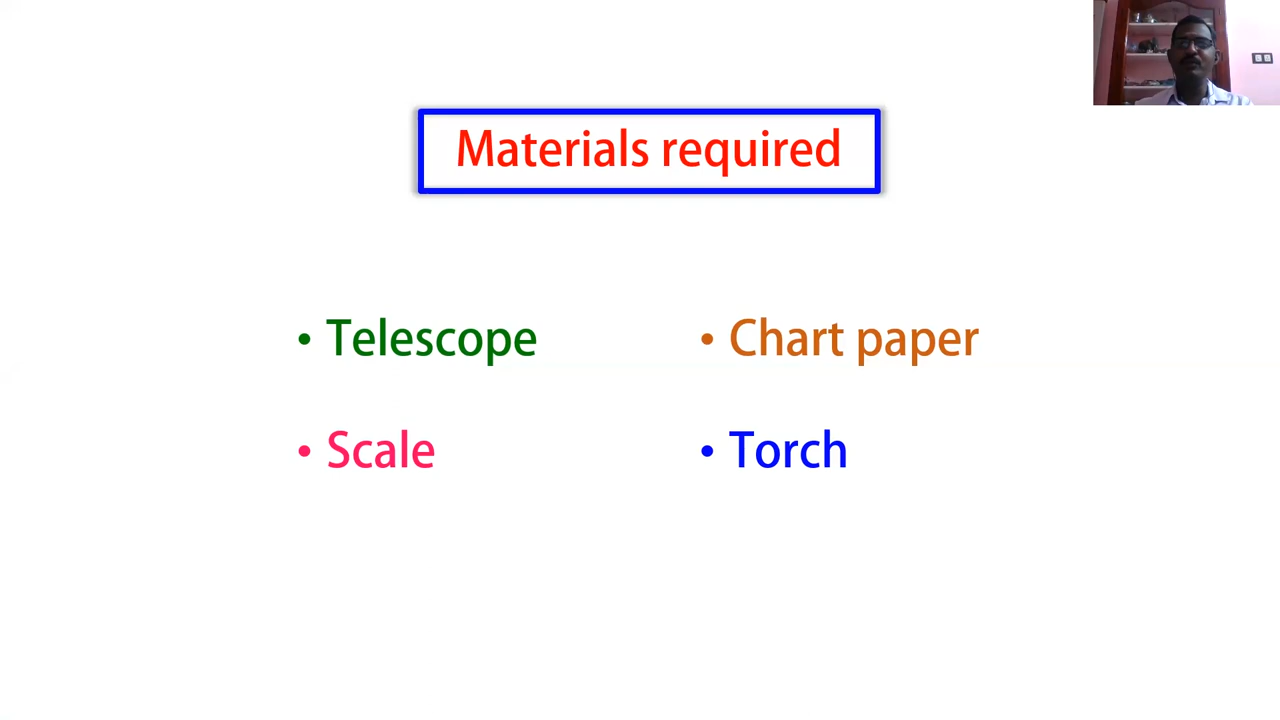 Materials required
• Telescope
• Chart paper
• Scale
• Torch